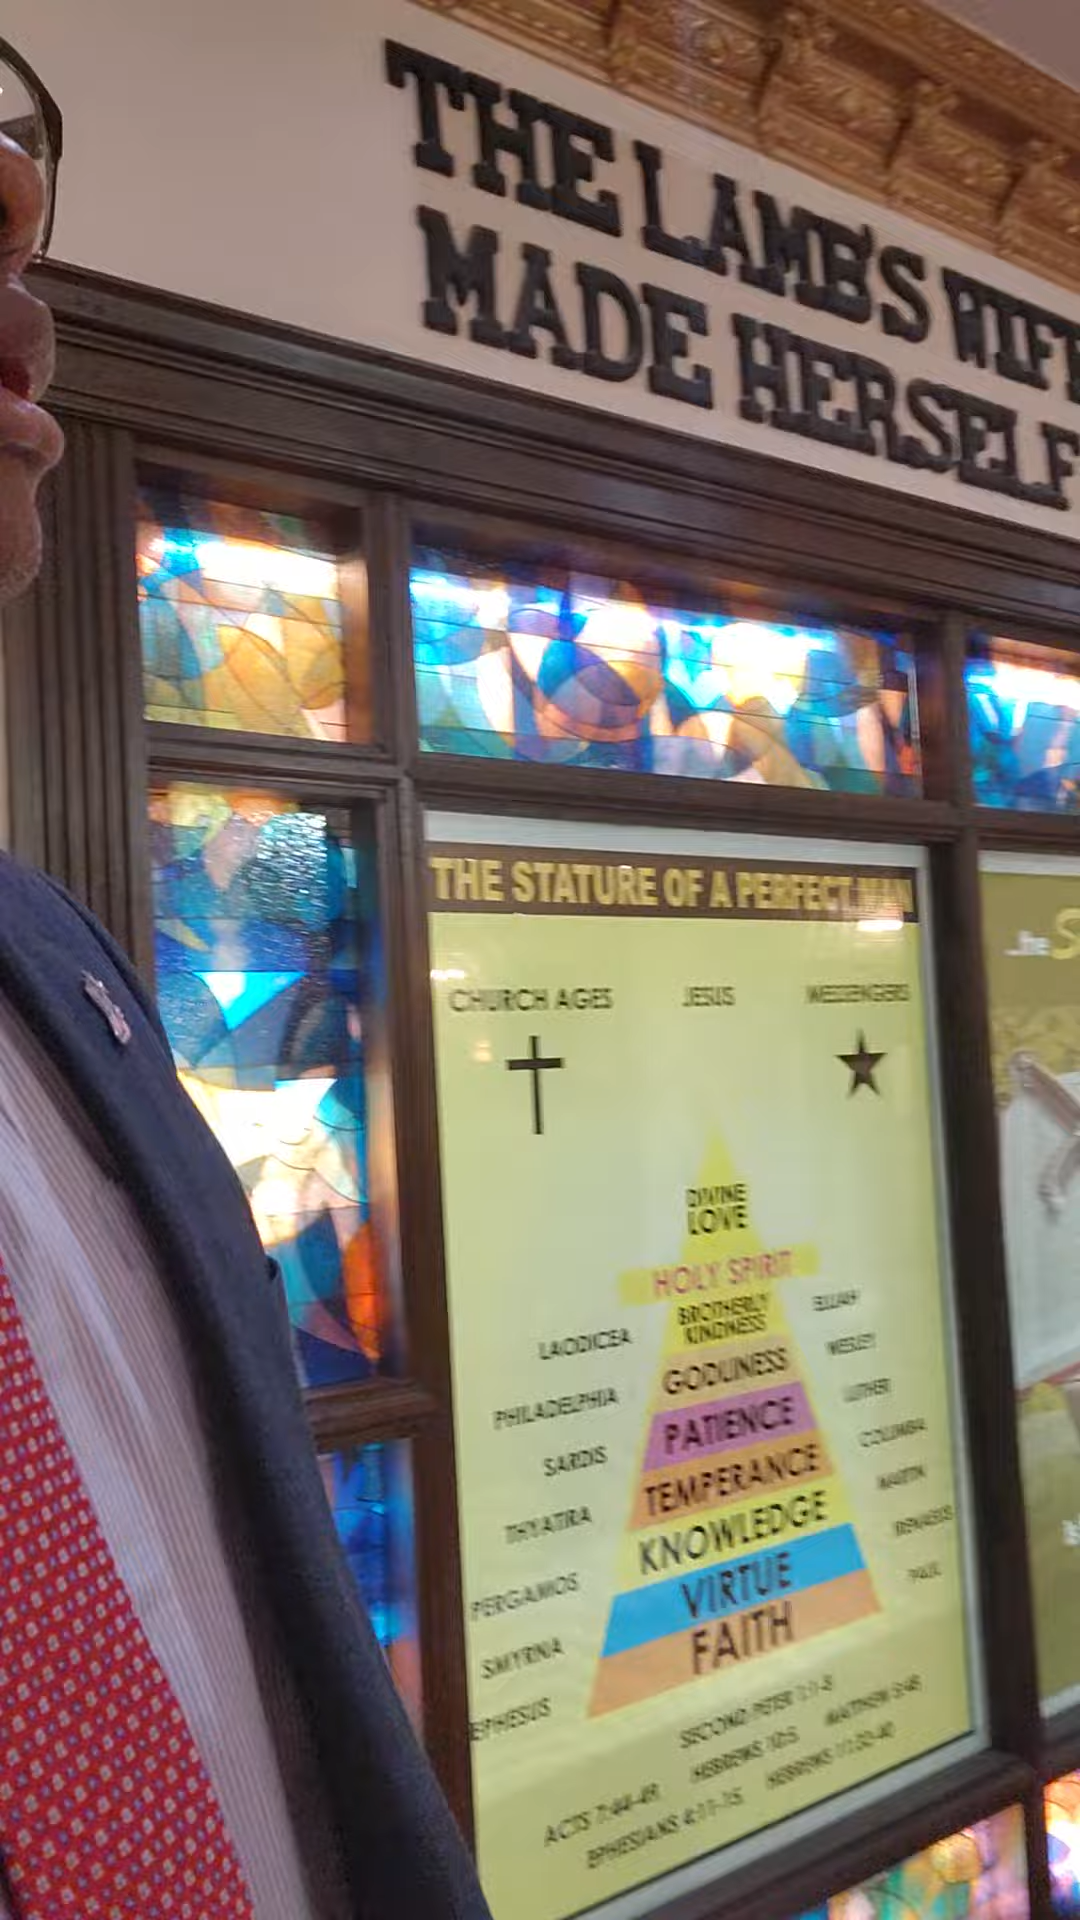 THE LAMB'S WIFE
MADE HERSELF
THE STATURE OF A PERFECT MAN
...he
CHURCH AGES JESUS MESSENGERS
DIVINE
LOVE
HOLY SPIRIT
BROTHERLY
KINDNESS
ELIJAH
LAODICEA
WESLEY
GODLINESS
PHILADELPHIA
LUTHER
PATIENCE
SARDIS
COLUMBA
TEMPERANCE
THYATIRA
MARTIN
KNOWLEDGE
PERGAMOS
IRENAEUS
VIRTUE
SMYRNA
PAUL
FAITH
EPHESUS
SECOND PETER 1:1-8
HEBREWS 10:5 MATTHEW 5:48
ACTS 7:44-49 HEBREWS 11:32-40
EPHESIANS 4:11-15